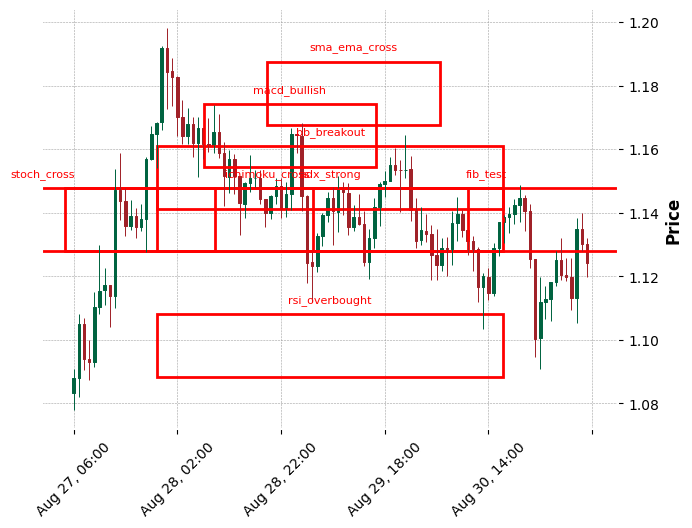 1.20
sma_ema_cross
1.18
macd_bullish
bb_breakout
1.16
stoch_cross
adx_strong
fib_test
1.14
Price
1.12
rsi_overbought
1.10
1.08
Aug 27, 06:00
Aug 28, 02:00
Aug 28, 22:00
Aug 29, 18:00
Aug 30, 14:00